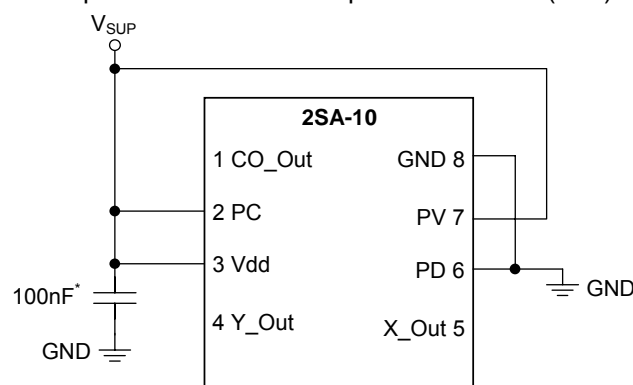 V_SUP
2SA-10
1 CO_Out
GND 8
2 PC
PV 7
3 Vdd
PD 6
GND
100nF*
4 Y_Out
X_Out 5
GND